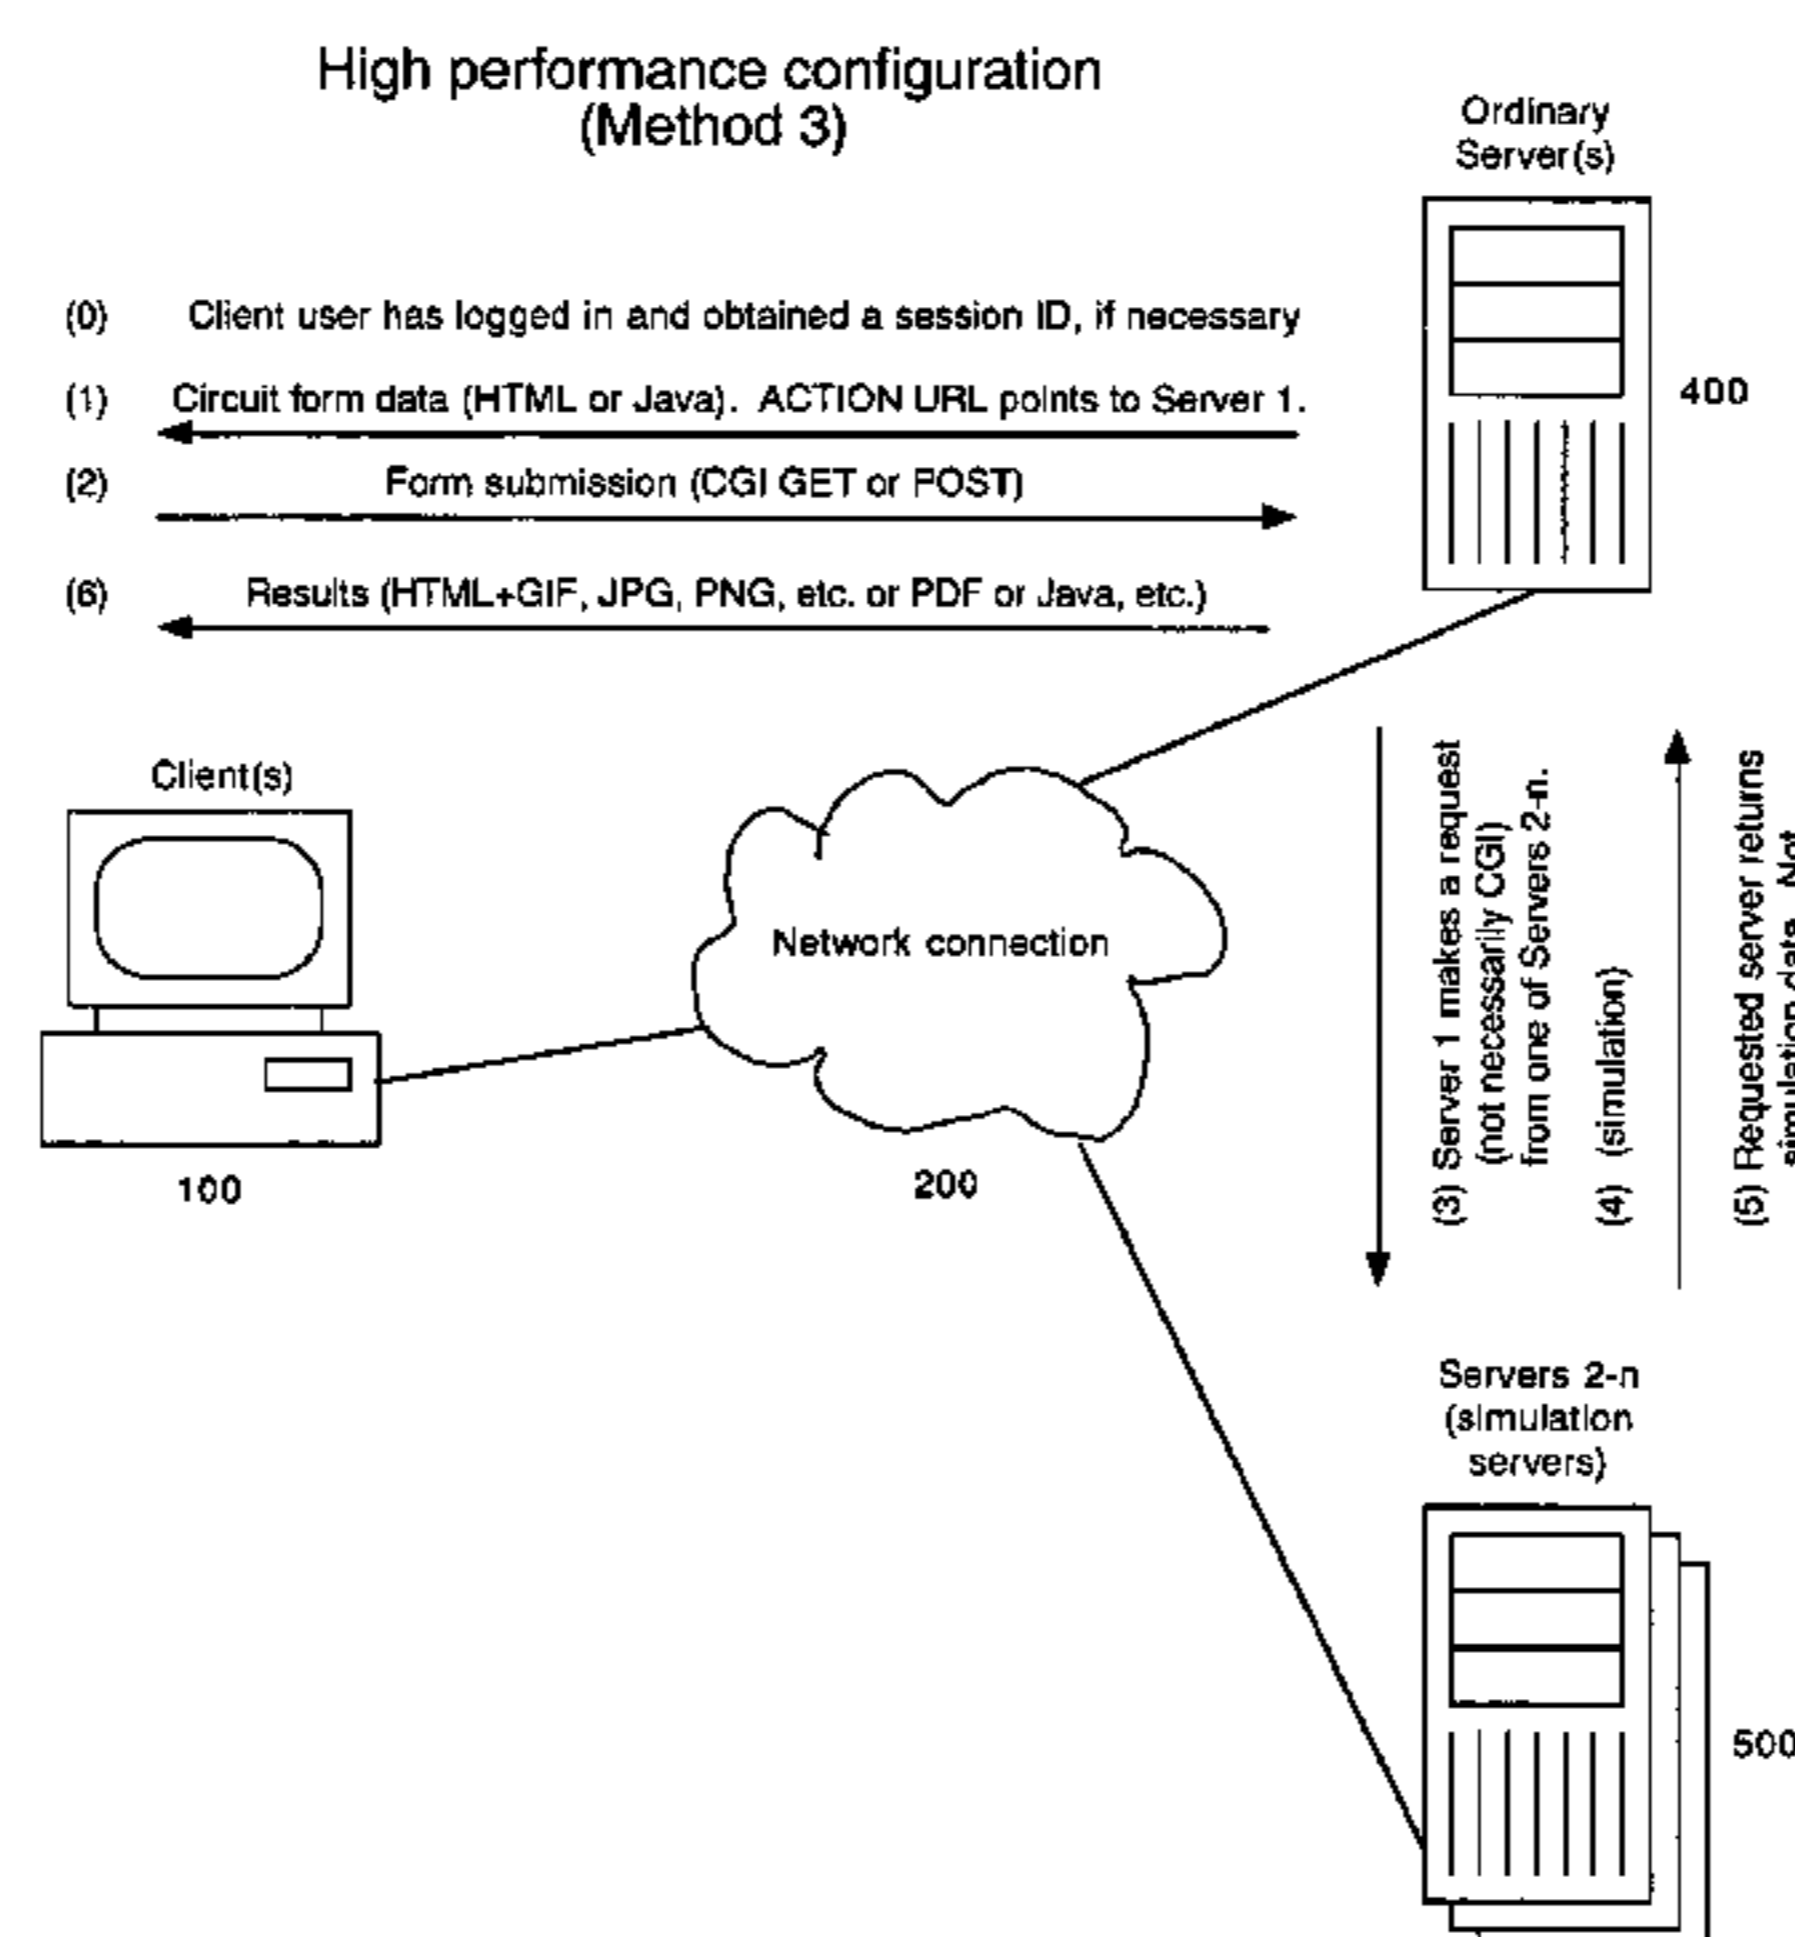 High performance configuration
(Method 3)
Ordinary
Server(s)
(0) Client user has logged in and obtained a session ID, if necessary
(1) Circuit form data (HTML or Java). ACTION URL points to Server 1.
400
(2) Form submission (CGI GET or POST)
(6) Results (HTML+GIF, JPG, PNG, etc. or PDF or Java, etc.)
Client(s)
Network connection
100
200
(3) Server 1 makes a request
(not necessarily CGI)
from one of Servers 2-n.
(4) (simulation)
(5) Requested server returns
simulation data. Not
Servers 2-n
(simulation
servers)
500